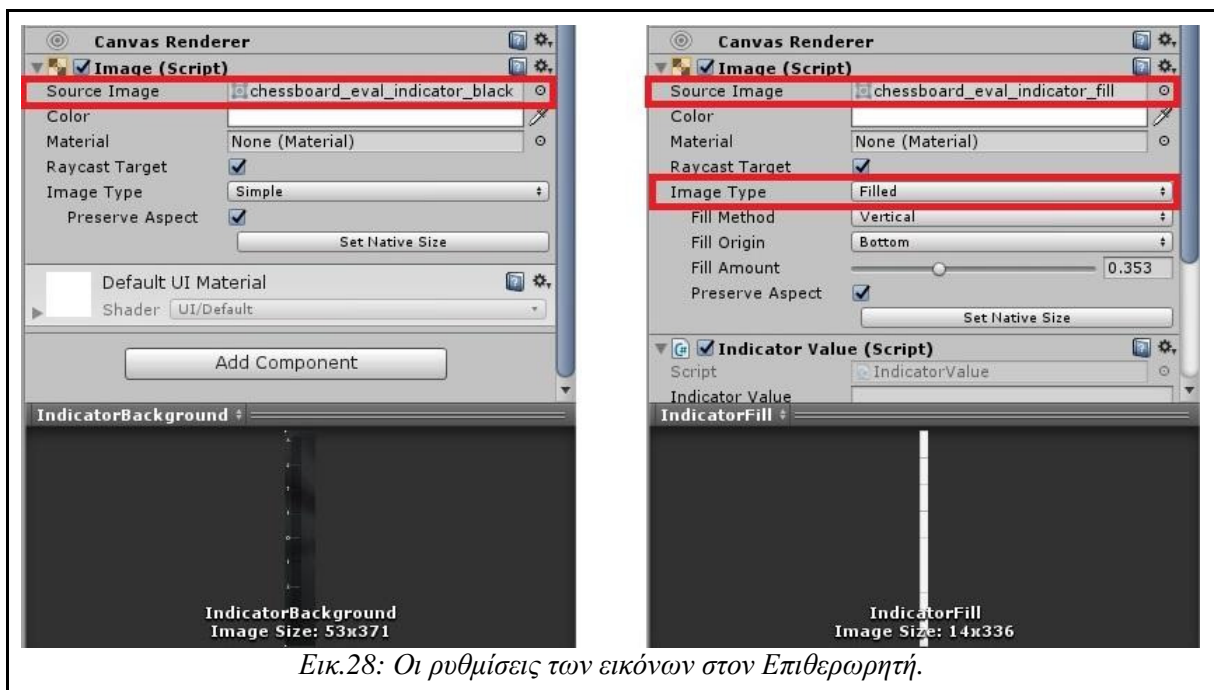 Canvas Renderer
Image (Script)
Source Image chessboard_eval_indicator_black
Color
Material None (Material)
Raycast Target
Image Type Simple
Preserve Aspect
Set Native Size
Default UI Material
Shader UI/Default
Add Component
IndicatorBackground
IndicatorBackground
Image Size: 53x371
Canvas Renderer
Image (Script)
Source Image chessboard_eval_indicator_fill
Color
Material None (Material)
Raycast Target
Image Type Filled
Fill Method Vertical
Fill Origin Bottom
Fill Amount 0.353
Preserve Aspect
Set Native Size
Indicator Value (Script)
Script IndicatorValue
Indicator Value
IndicatorFill
IndicatorFill
Image Size: 14x336
Εικ.28: Οι ρυθμίσεις των εικόνων στον Επιθερωρητή.